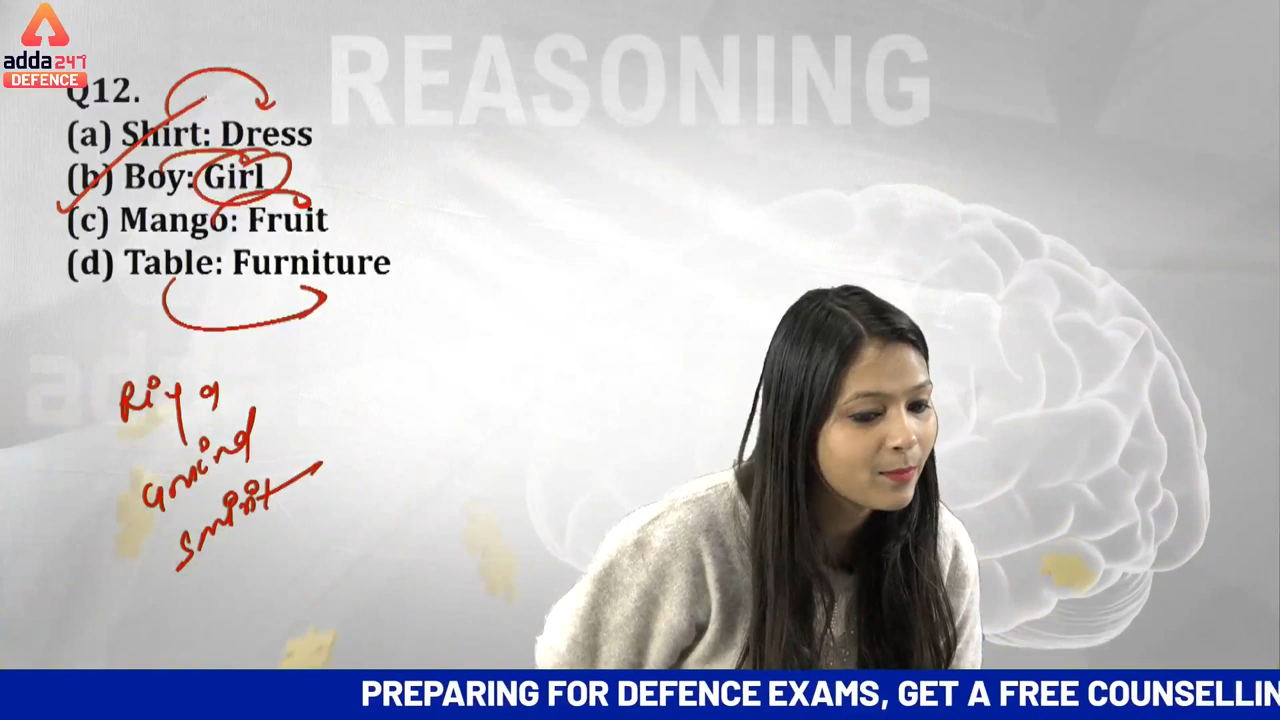 REASONING
adda247
DEFENCE
Q12.
(a) Shirt: Dress
(b) Boy: Girl
(c) Mango: Fruit
(d) Table: Furniture
Riya
PREPARING FOR DEFENCE EXAMS, GET A FREE COUNSELLIN